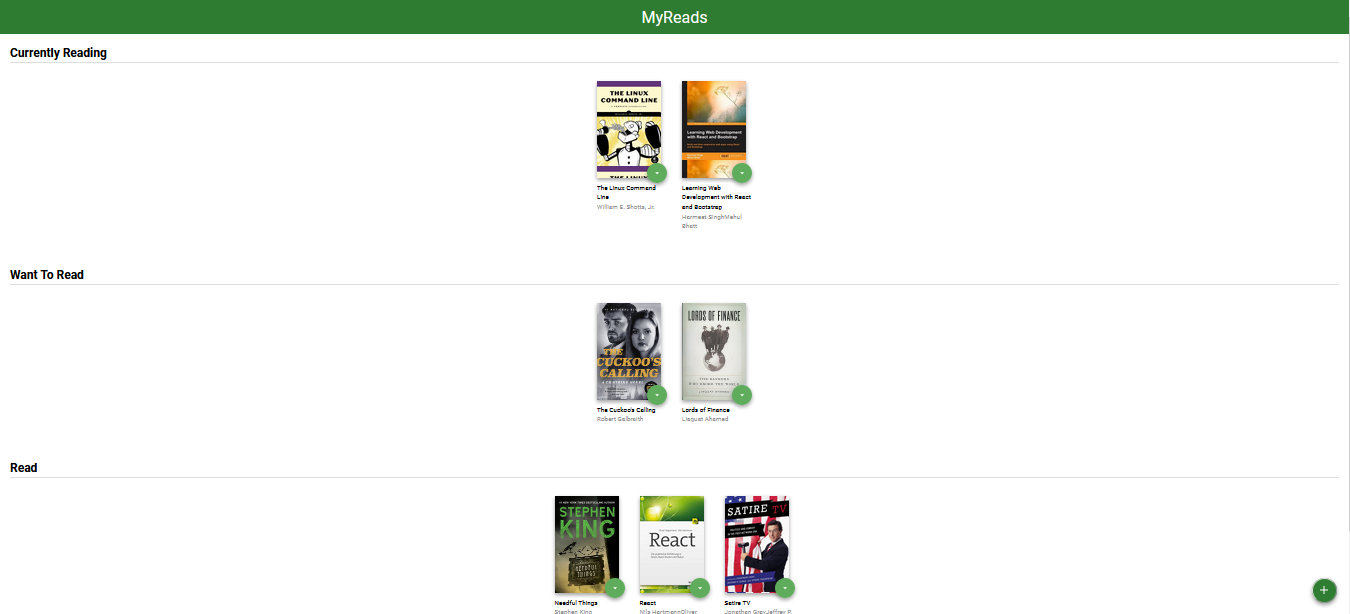 MyReads
Currently Reading
THE LINUX
COMMAND LINE
THE LINUX
Learning Web Development
with React and Bootstrap
The Linux Command
Line
William E. Shotts, Jr.
Learning Web
Development with React
and Bootstrap
Harmeet SinghMehul
Bhatt
Want To Read
THE
CUCKOO'S
CALLING
LORDS OF FINANCE
The Cuckoo's Calling
Robert Galbraith
Lords of Finance
Liaquat Ahamed
Read
STEPHEN
KING
NEEDFUL
THINGS
React
SATIRE TV
Needful Things
Stephen King
React
Nils HartmannOliver
Satire TV
Jonathan GrayJeffrey P.